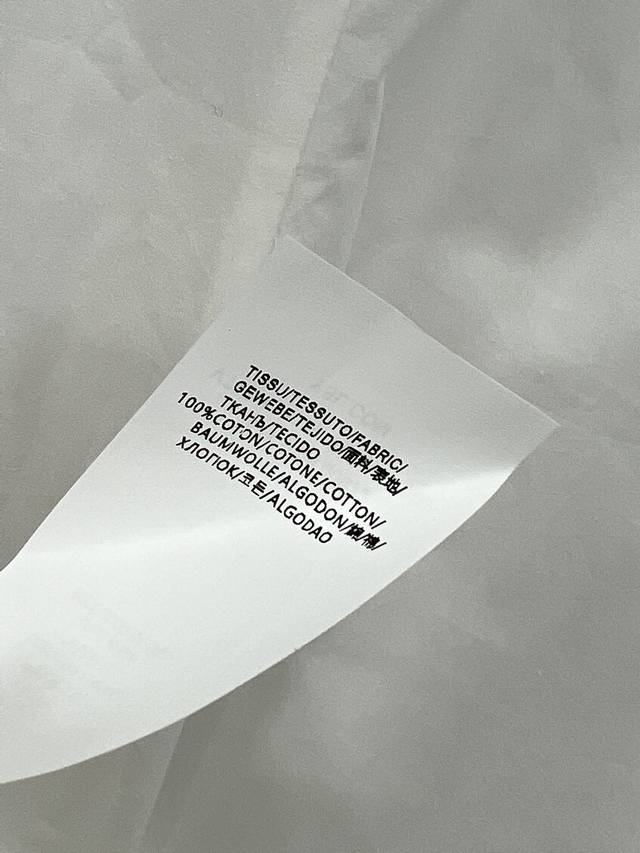 TISSU/TESSUTO/FABRIC/
GEWEBE/TEJIDO/面料/表地/
ТКАНЬ/TECIDO
100%COTON/COTONE/COTTON/
BAUMWOLLE/ALGODON/綿/棉/
ХЛОПОК/코튼/ALGODAO